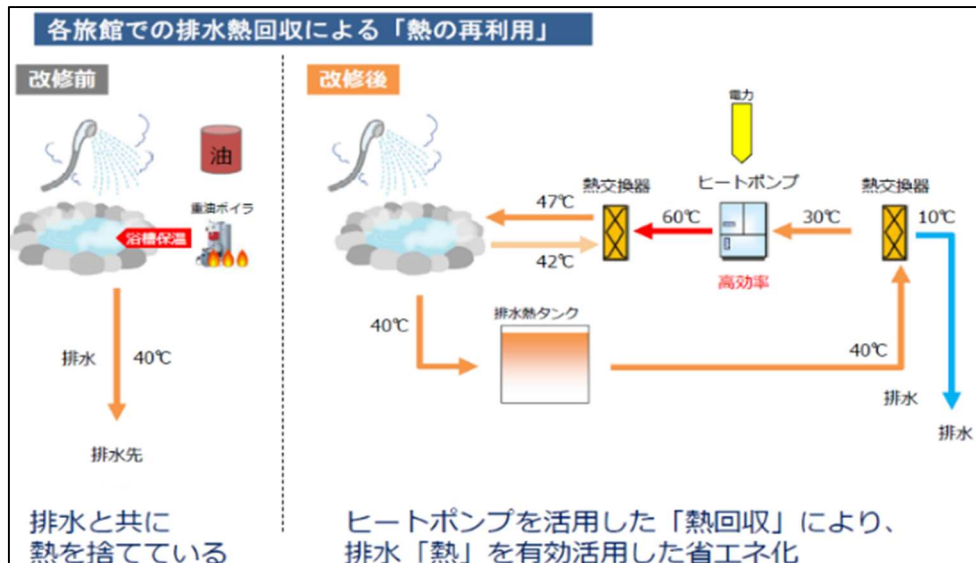 各旅館での排水熱回収による「熱の再利用」
改修前
油
重油ボイラ
浴槽保温
排水
40℃
排水先
排水と共に
熱を捨てている
改修後
電力
熱交換器
ヒートポンプ
熱交換器
47℃
60℃
30℃
10℃
42℃
高効率
40℃
排水熱タンク
40℃
排水
排水
ヒートポンプを活用した「熱回収」により、
排水「熱」を有効活用した省エネ化